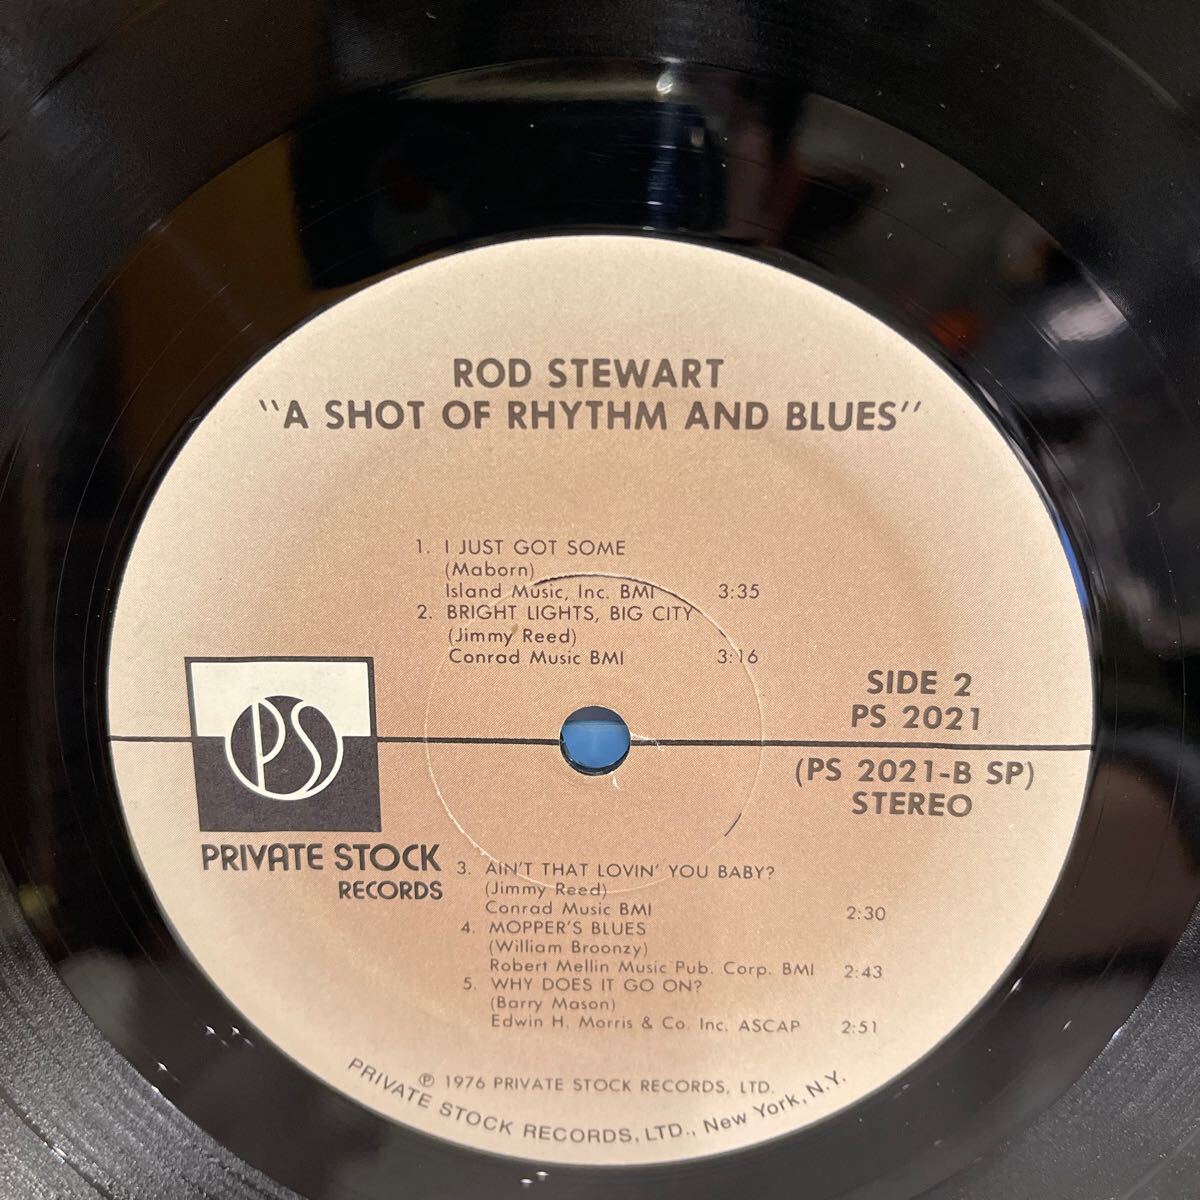 ROD STEWART
"A SHOT OF RHYTHM AND BLUES"
1. I JUST GOT SOME
(Maborn)
Island Music, Inc. BMI 3:35
2. BRIGHT LIGHTS, BIG CITY
(Jimmy Reed)
Conrad Music BMI 3:16
SIDE 2
PS 2021
(PS 2021-B SP)
STEREO
PS
PRIVATE STOCK
RECORDS
3. AIN'T THAT LOVIN' YOU BABY?
(Jimmy Reed)
Conrad Music BMI 2:30
4. MOPPER'S BLUES
(William Broonzy)
Robert Mellin Music Pub. Corp. BMI 2:43
5. WHY DOES IT GO ON?
(Barry Mason)
Edwin H. Morris & Co. Inc. ASCAP 2:51
℗ 1976 PRIVATE STOCK RECORDS, LTD.
PRIVATE STOCK RECORDS, LTD., New York, N.Y.